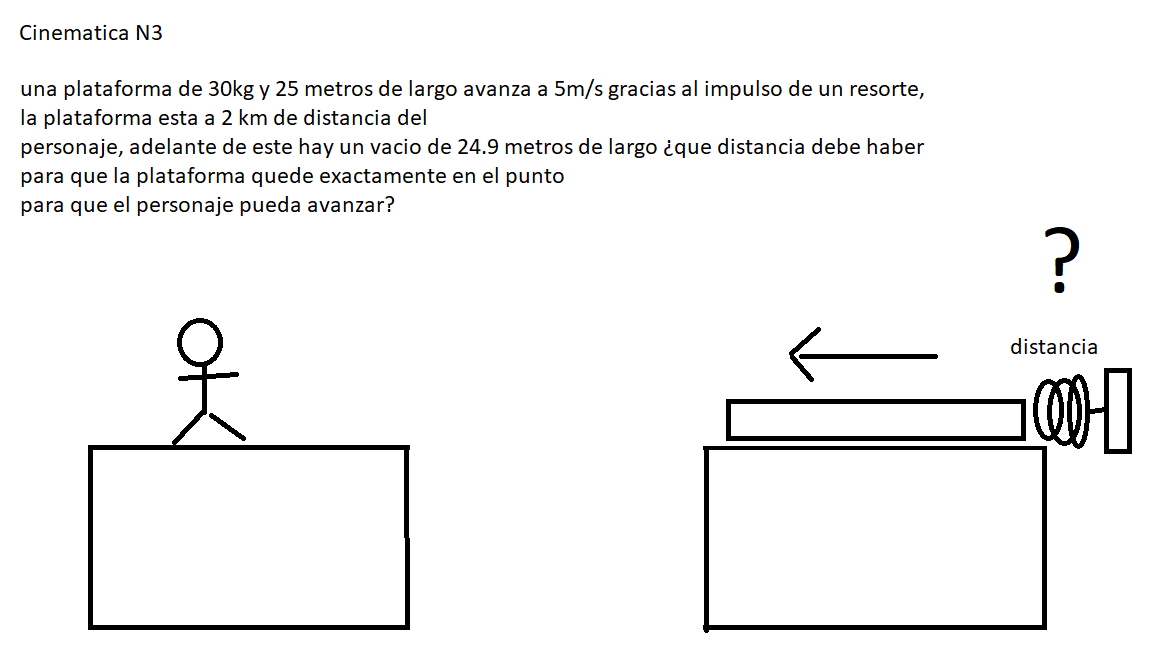 Cinematica N3
una plataforma de 30kg y 25 metros de largo avanza a 5m/s gracias al impulso de un resorte,
la plataforma esta a 2 km de distancia del
personaje, adelante de este hay un vacio de 24.9 metros de largo ¿que distancia debe haber
para que la plataforma quede exactamente en el punto
para que el personaje pueda avanzar?
?
distancia